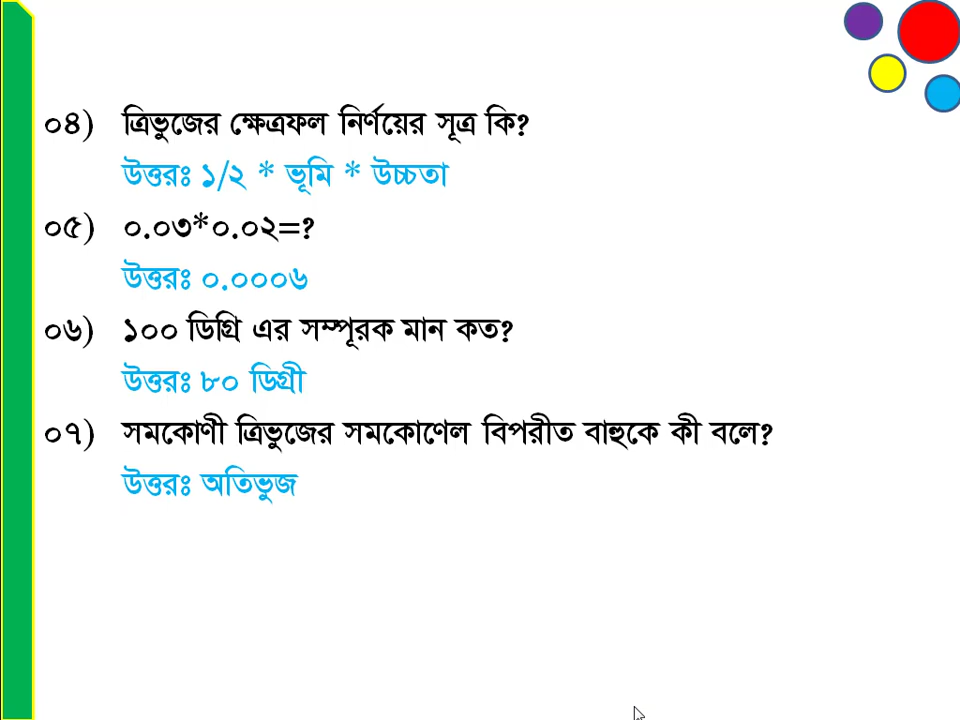 ০৪) ত্রিভুজের ক্ষেত্রফল নির্ণয়ের সূত্র কি?
উত্তরঃ ১/২ * ভূমি * উচ্চতা
০৫) ০.০৩*০.০২=?
উত্তরঃ ০.০০০৬
০৬) ১০০ ডিগ্রি এর সম্পূরক মান কত?
উত্তরঃ ৮০ ডিগ্রী
০৭) সমকোণী ত্রিভুজের সমকোণেল বিপরীত বাহুকে কী বলে?
উত্তরঃ অতিভুজ